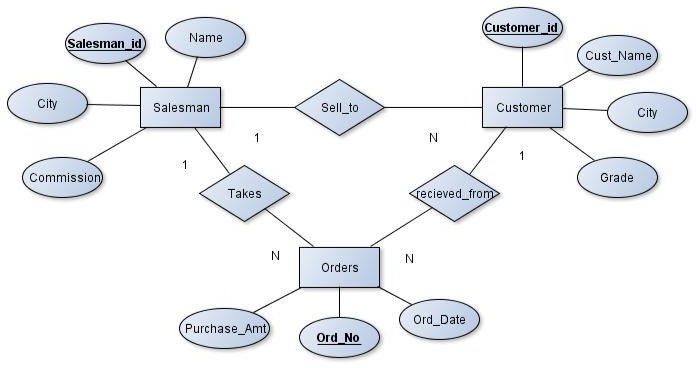 Salesman_id
Name
Customer_id
Cust_Name
City
Salesman
Sell_to
Customer
City
1
N
1
1
Commission
Takes
recieved_from
Grade
N
N
Orders
Purchase_Amt
Ord_No
Ord_Date